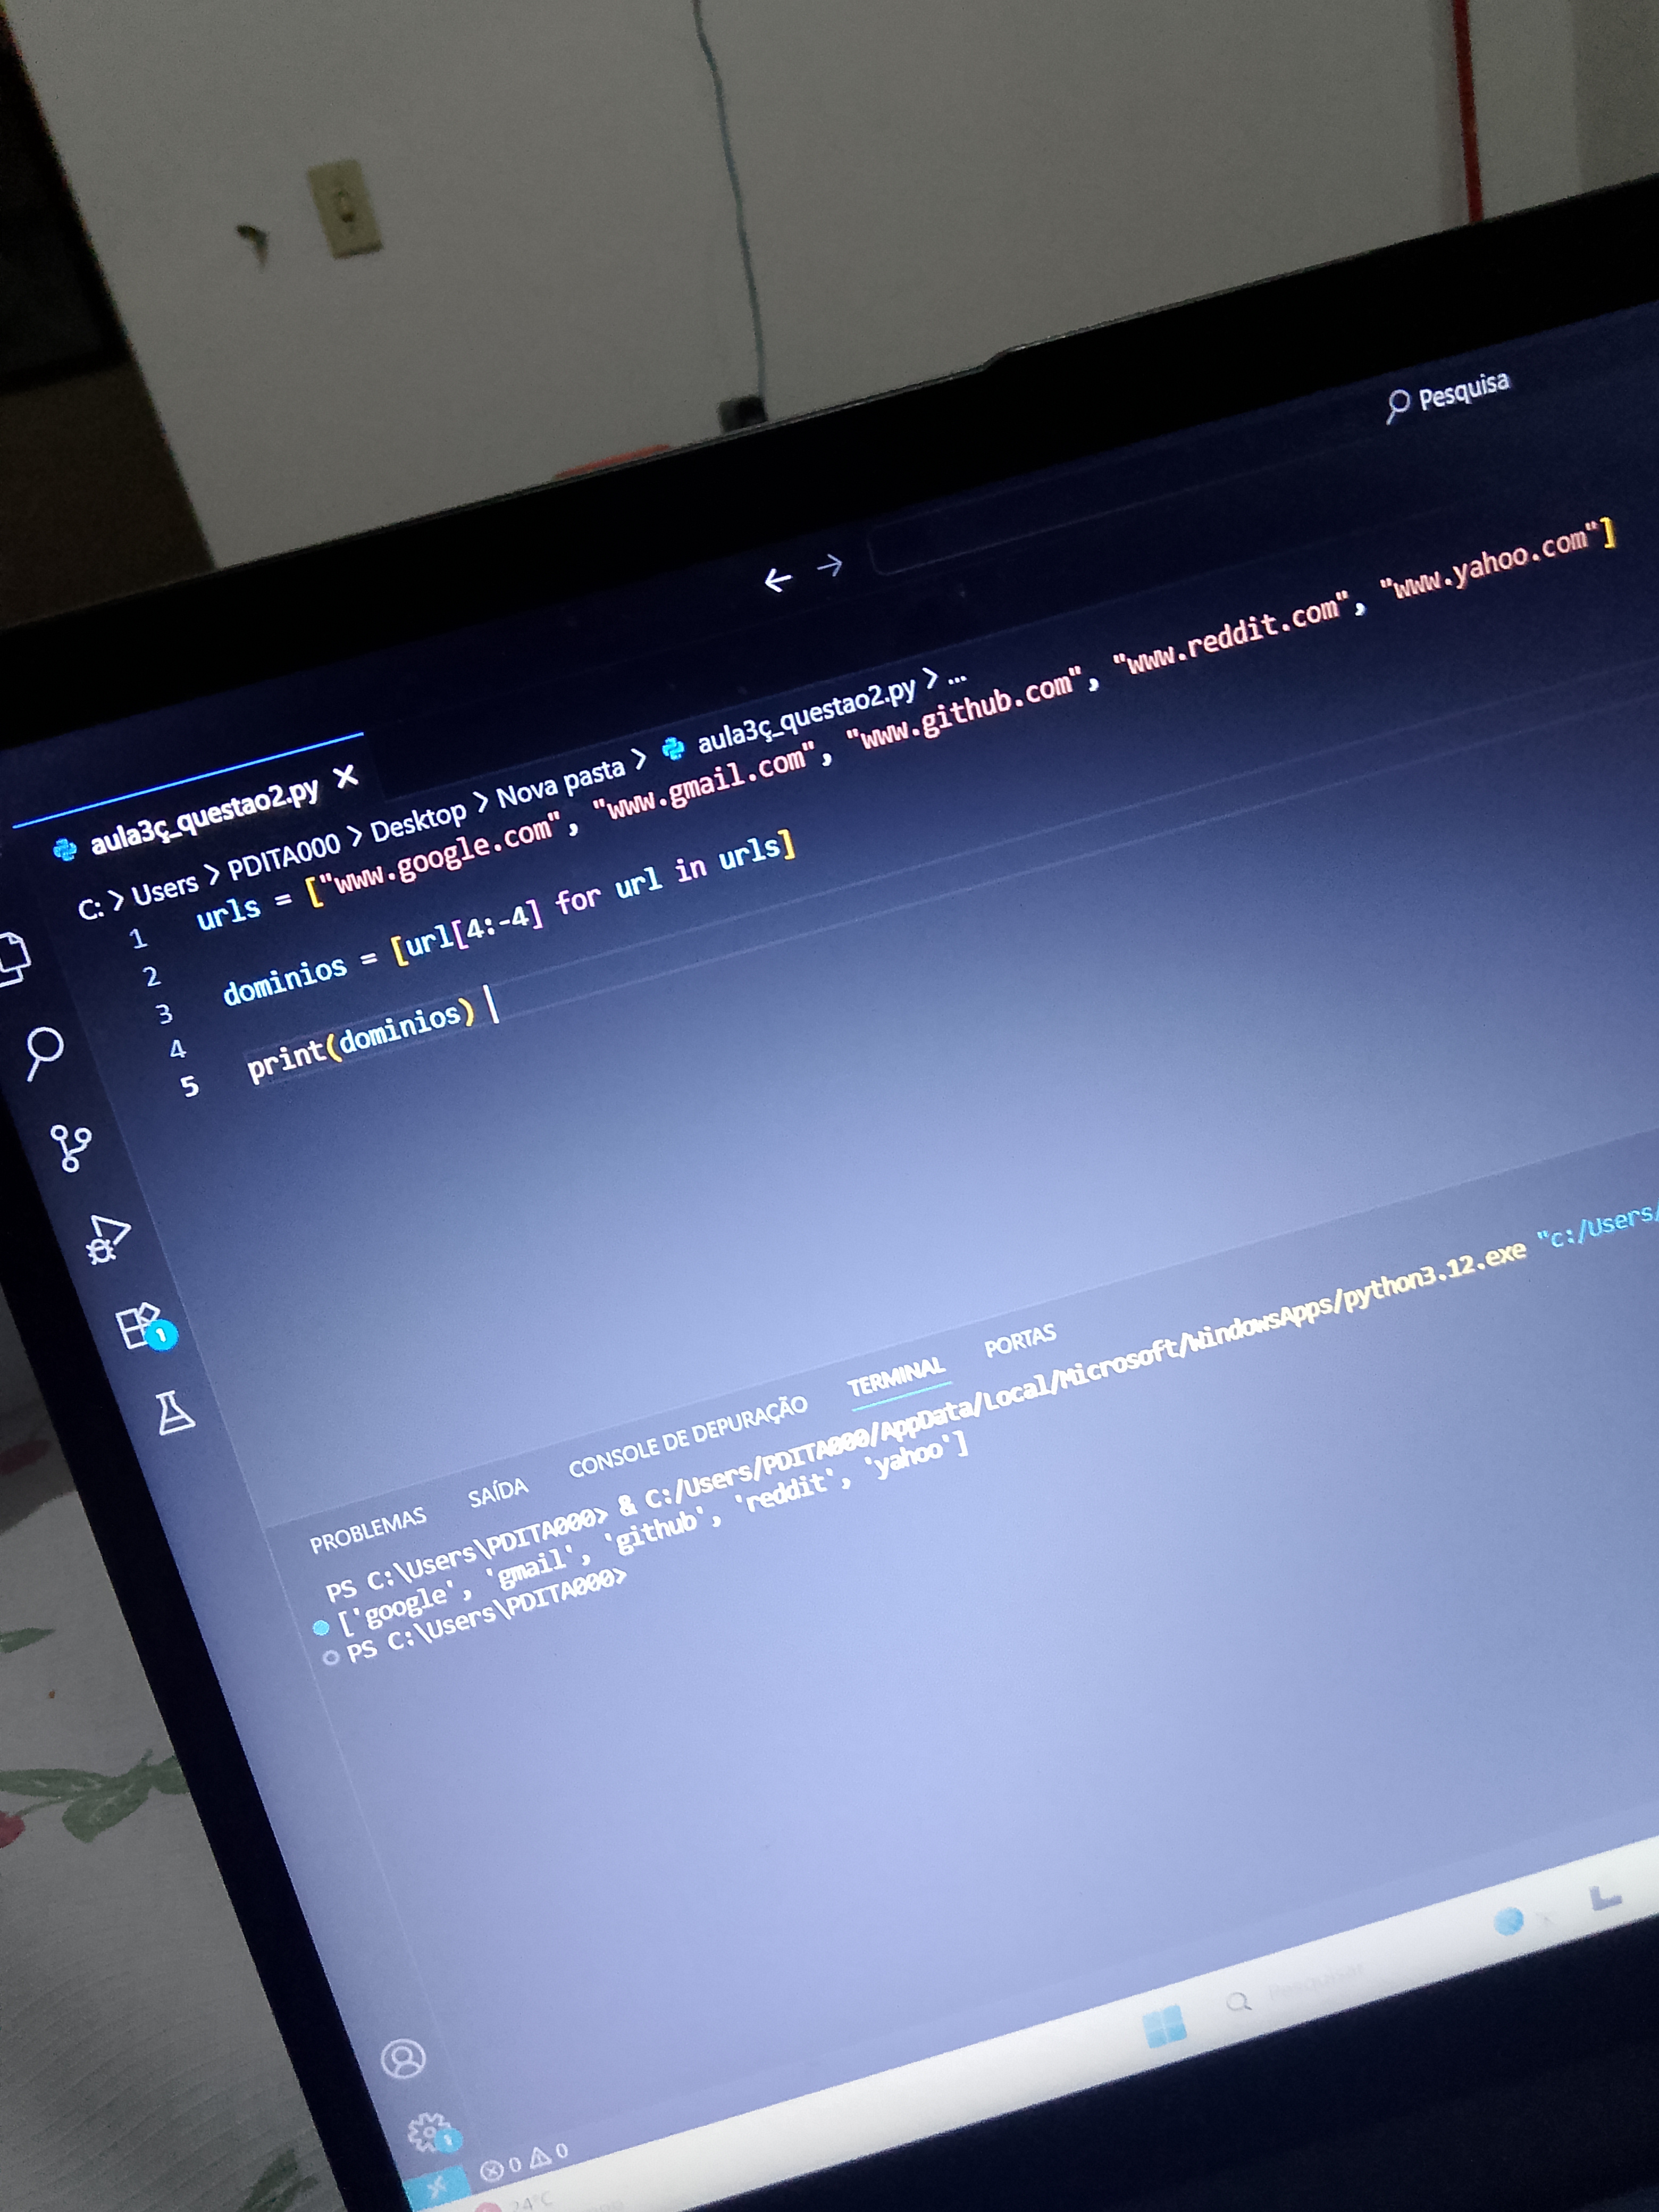 Pesquisa
aula3ç_questao2.py
C: > Users > PDITA000 > Desktop > Nova pasta > aula3ç_questao2.py > ...
1 urls = ["www.google.com", "www.gmail.com", "www.github.com", "www.reddit.com", "www.yahoo.com"]
2
3 dominios = [url[4:-4] for url in urls]
4
5 print(dominios)
1
PROBLEMAS SAÍDA CONSOLE DE DEPURAÇÃO TERMINAL PORTAS
PS C:\Users\PDITA000> & C:/Users/PDITA000/AppData/Local/Microsoft/WindowsApps/python3.12.exe "c:/Users/
['google', 'gmail', 'github', 'reddit', 'yahoo']
PS C:\Users\PDITA000>
1
0 0
Pesquisar
24°C